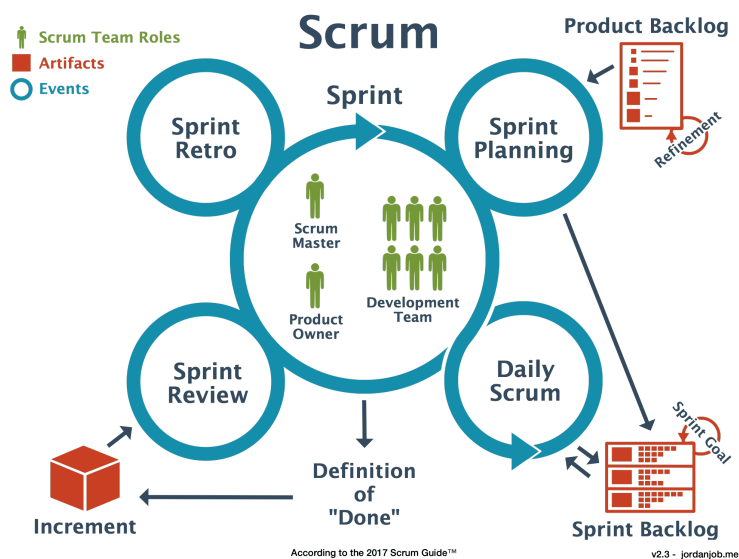 Scrum
Scrum Team Roles
Artifacts
Events
Product Backlog
Refinement
Sprint
Sprint
Retro
Sprint
Planning
Scrum
Master
Product
Owner
Development
Team
Sprint
Review
Daily
Scrum
Sprint Goal
Sprint Backlog
Definition
of
"Done"
Increment
According to the 2017 Scrum Guide™
v2.3 - jordanjob.me